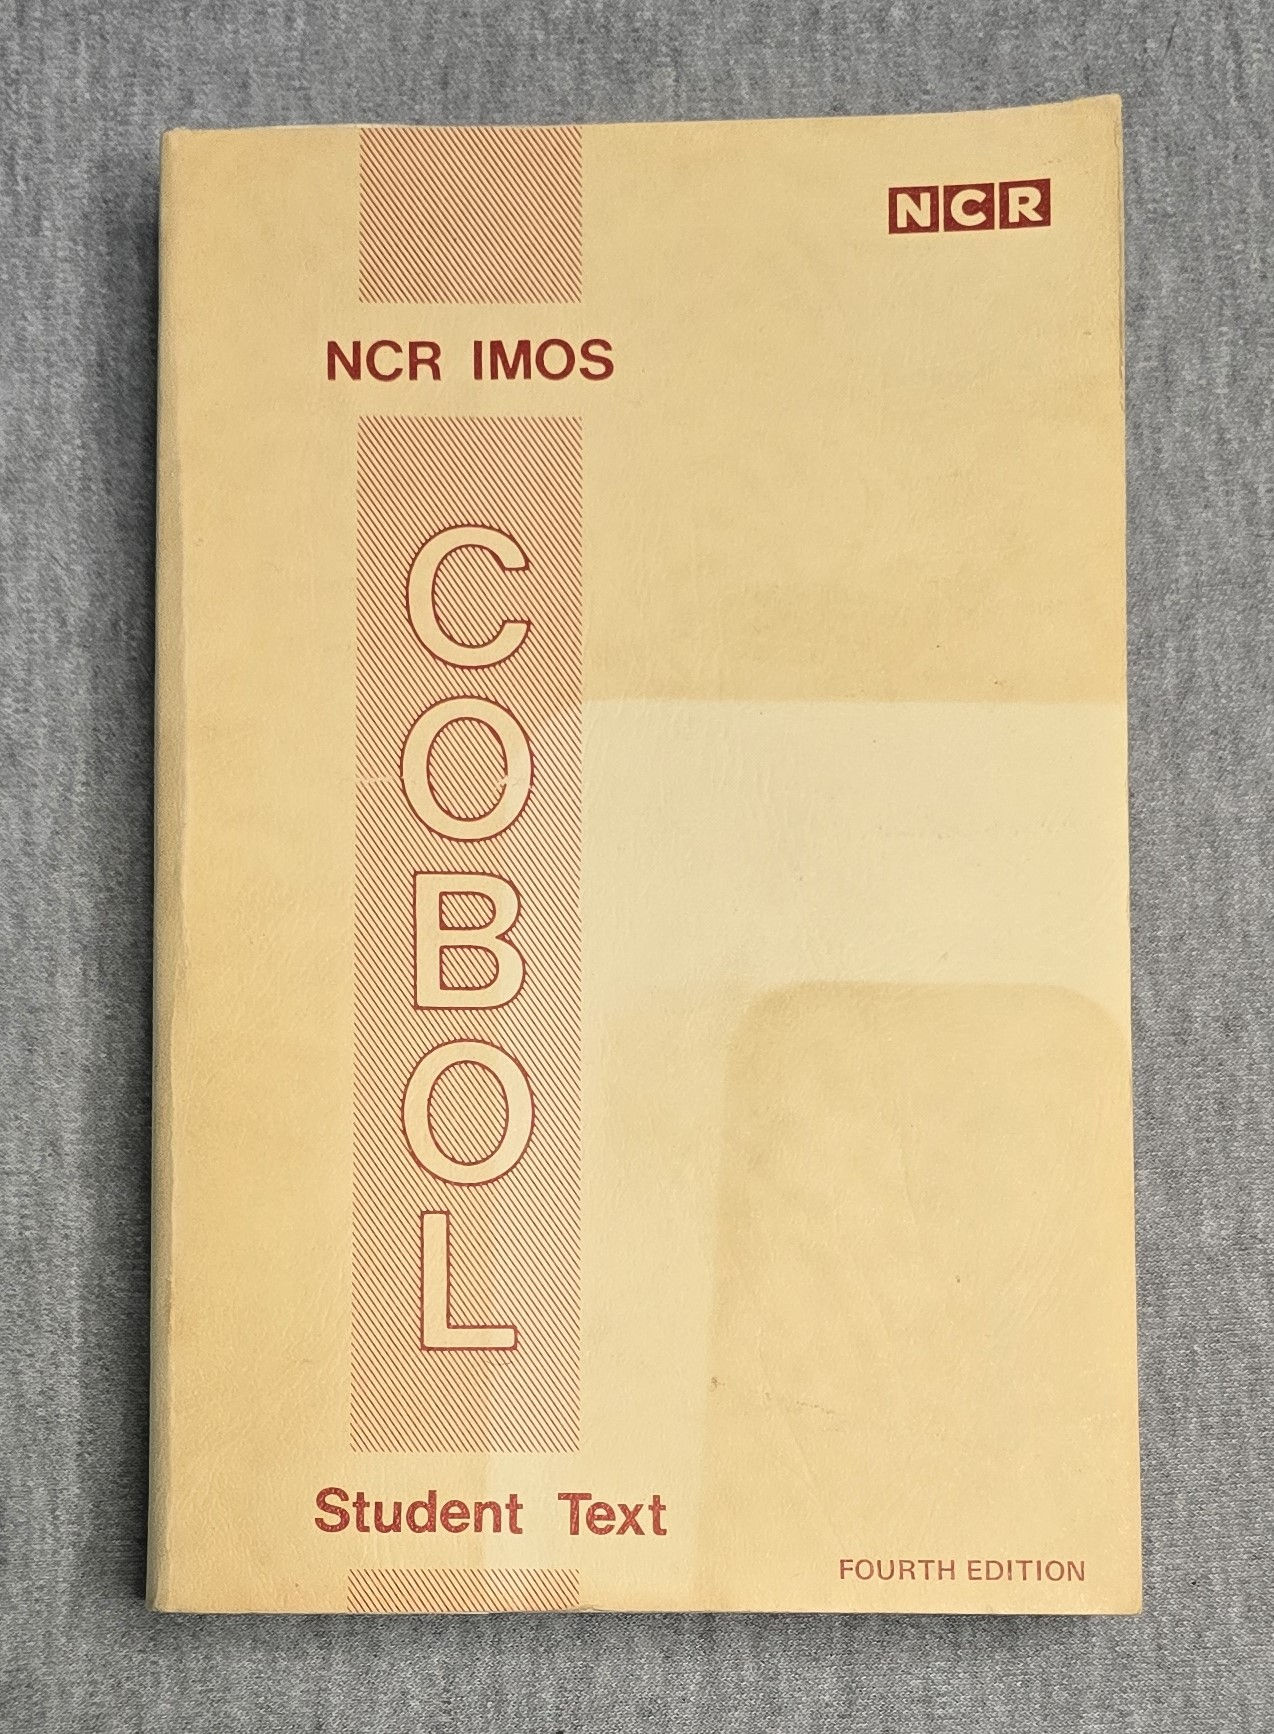 NCR
NCR IMOS
COBOL
Student Text
FOURTH EDITION